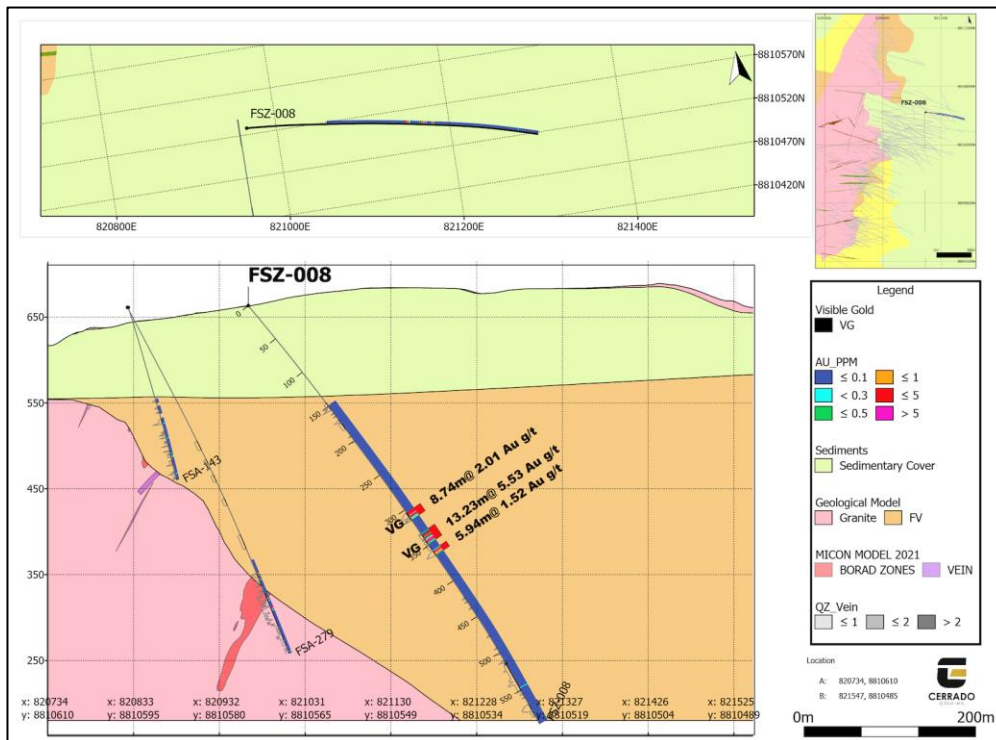 FSZ-008
8810570N
8810520N
8810470N
8810420N
820800E
821000E
821200E
821400E
FSZ-008
FSZ-008
650
550
450
350
250
0
50
100
150
200
250
300
350
400
450
500
550
8.74m@ 2.01 Au g/t
13.23m@ 5.53 Au g/t
5.94m@ 1.52 Au g/t
VG
VG
FSA-143
FSA-279
FSZ-008
x: 820734 x: 820833 x: 820932 x: 821031 x: 821130 x: 821228 x: 821327 x: 821426 x: 821525
y: 8810610 y: 8810595 y: 8810580 y: 8810565 y: 8810549 y: 8810534 y: 8810519 y: 8810504 y: 8810489
Legend
Visible Gold
VG
AU_PPM
≤ 0.1 ≤ 1
< 0.3 ≤ 5
≤ 0.5 > 5
Sediments
Sedimentary Cover
Geological Model
Granite FV
MICON MODEL 2021
BORAD ZONES VEIN
QZ_Vein
≤ 1 ≤ 2 > 2
Location
A: 820734, 8810610
B: 821547, 8810485
CERRADO
0m 200m